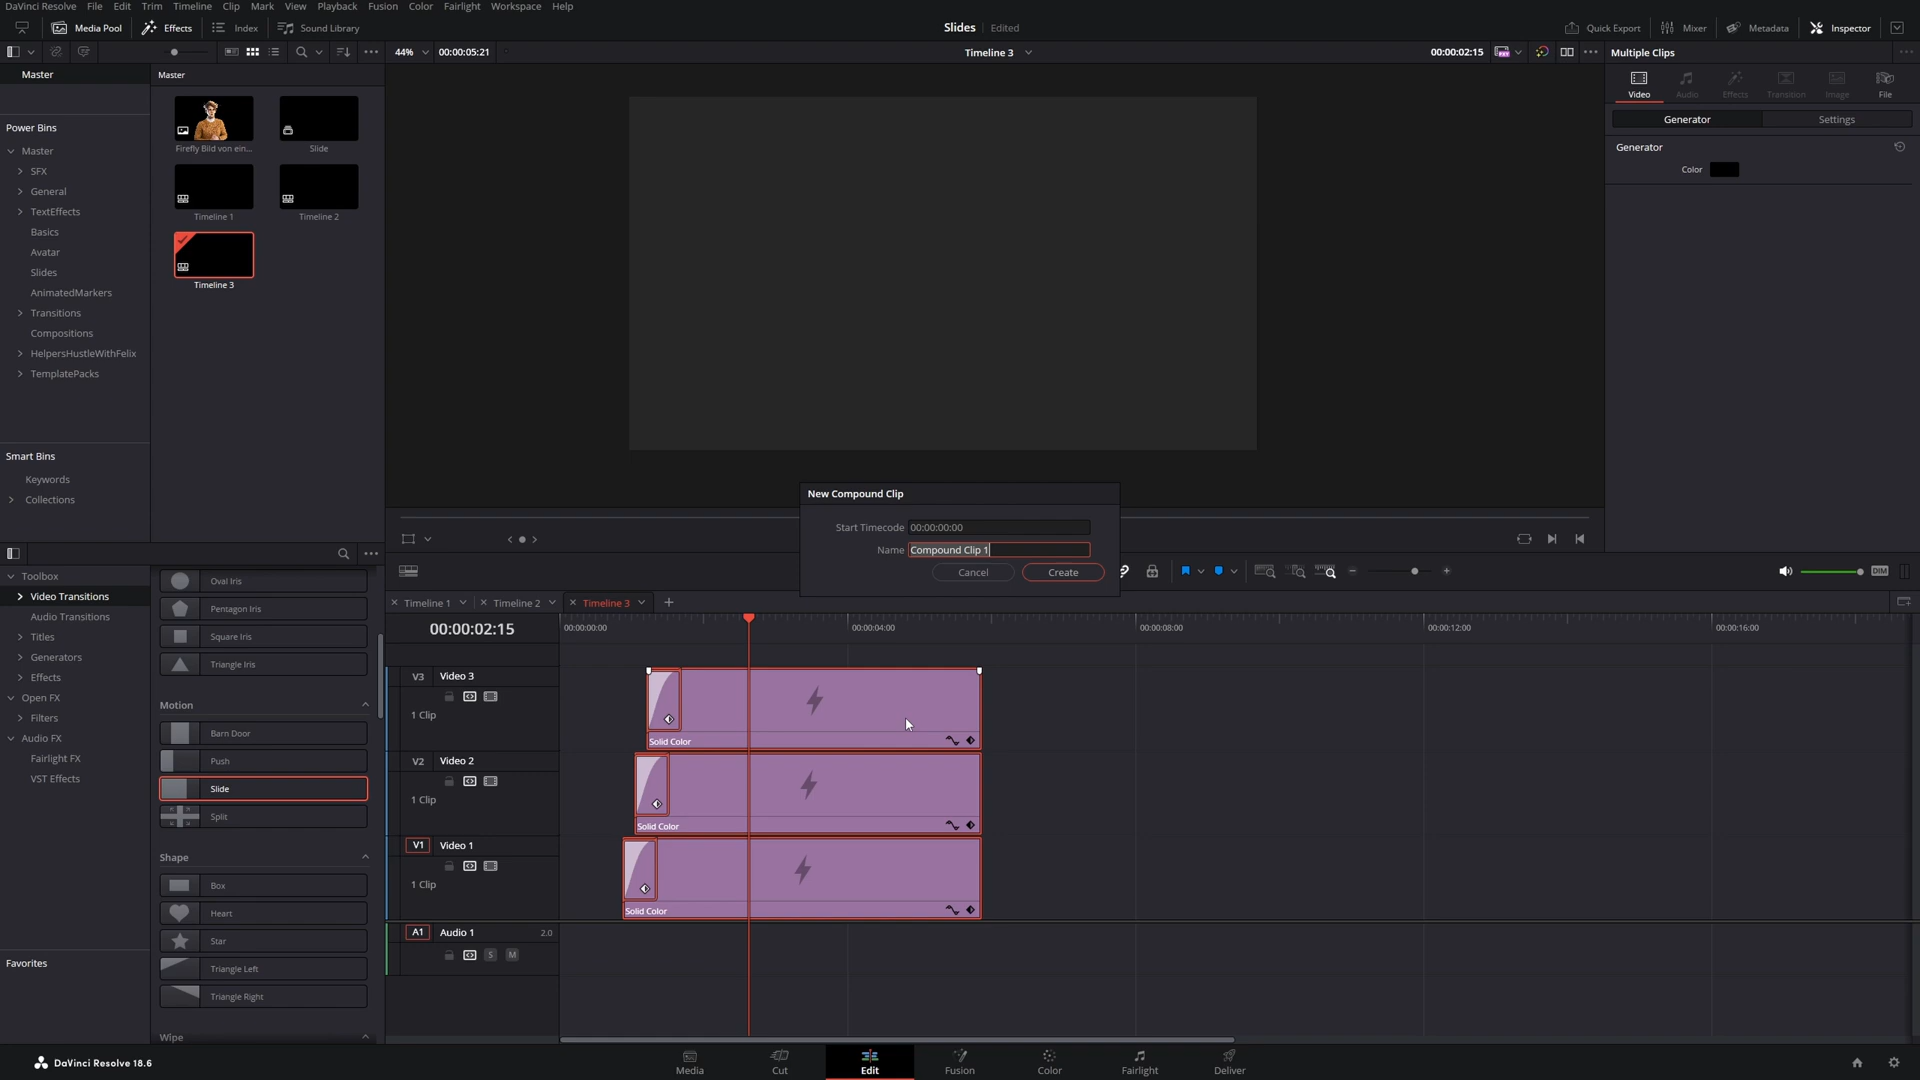 DaVinci Resolve File Edit Trim Timeline Clip Mark View Playback Fusion Color Fairlight Workspace Help
Media Pool Effects Index Sound Library Slides Edited Quick Export Mixer Metadata Inspector
44% 00:00:05:21 Timeline 3 00:00:02:15 Multiple Clips
Master
Master
Video Audio Effects Transition Image File
Generator Settings
Generator
Color
Firefly Bild von ein... Slide
Timeline 1 Timeline 2
Timeline 3
Power Bins
Master
SFX
General
TextEffects
Basics
Avatar
Slides
AnimatedMarkers
Transitions
Compositions
HelpersHustleWithFelix
TemplatePacks
Smart Bins
Keywords
Collections
New Compound Clip
Start Timecode 00:00:00:00
Name Compound Clip 1
Cancel Create
DIM
Toolbox
Video Transitions
Audio Transitions
Titles
Generators
Effects
Open FX
Filters
Audio FX
Fairlight FX
VST Effects
Favorites
Oval Iris
Pentagon Iris
Square Iris
Triangle Iris
Motion
Barn Door
Push
Slide
Split
Shape
Box
Heart
Star
Triangle Left
Triangle Right
Wipe
Timeline 1 Timeline 2 Timeline 3
00:00:02:15 00:00:00:00 00:00:04:00 00:00:08:00 00:00:12:00 00:00:16:00
V3 Video 3
1 Clip
Solid Color
V2 Video 2
1 Clip
Solid Color
V1 Video 1
1 Clip
Solid Color
A1 Audio 1 2.0
S M
DaVinci Resolve 18.6
Media Cut Edit Fusion Color Fairlight Deliver